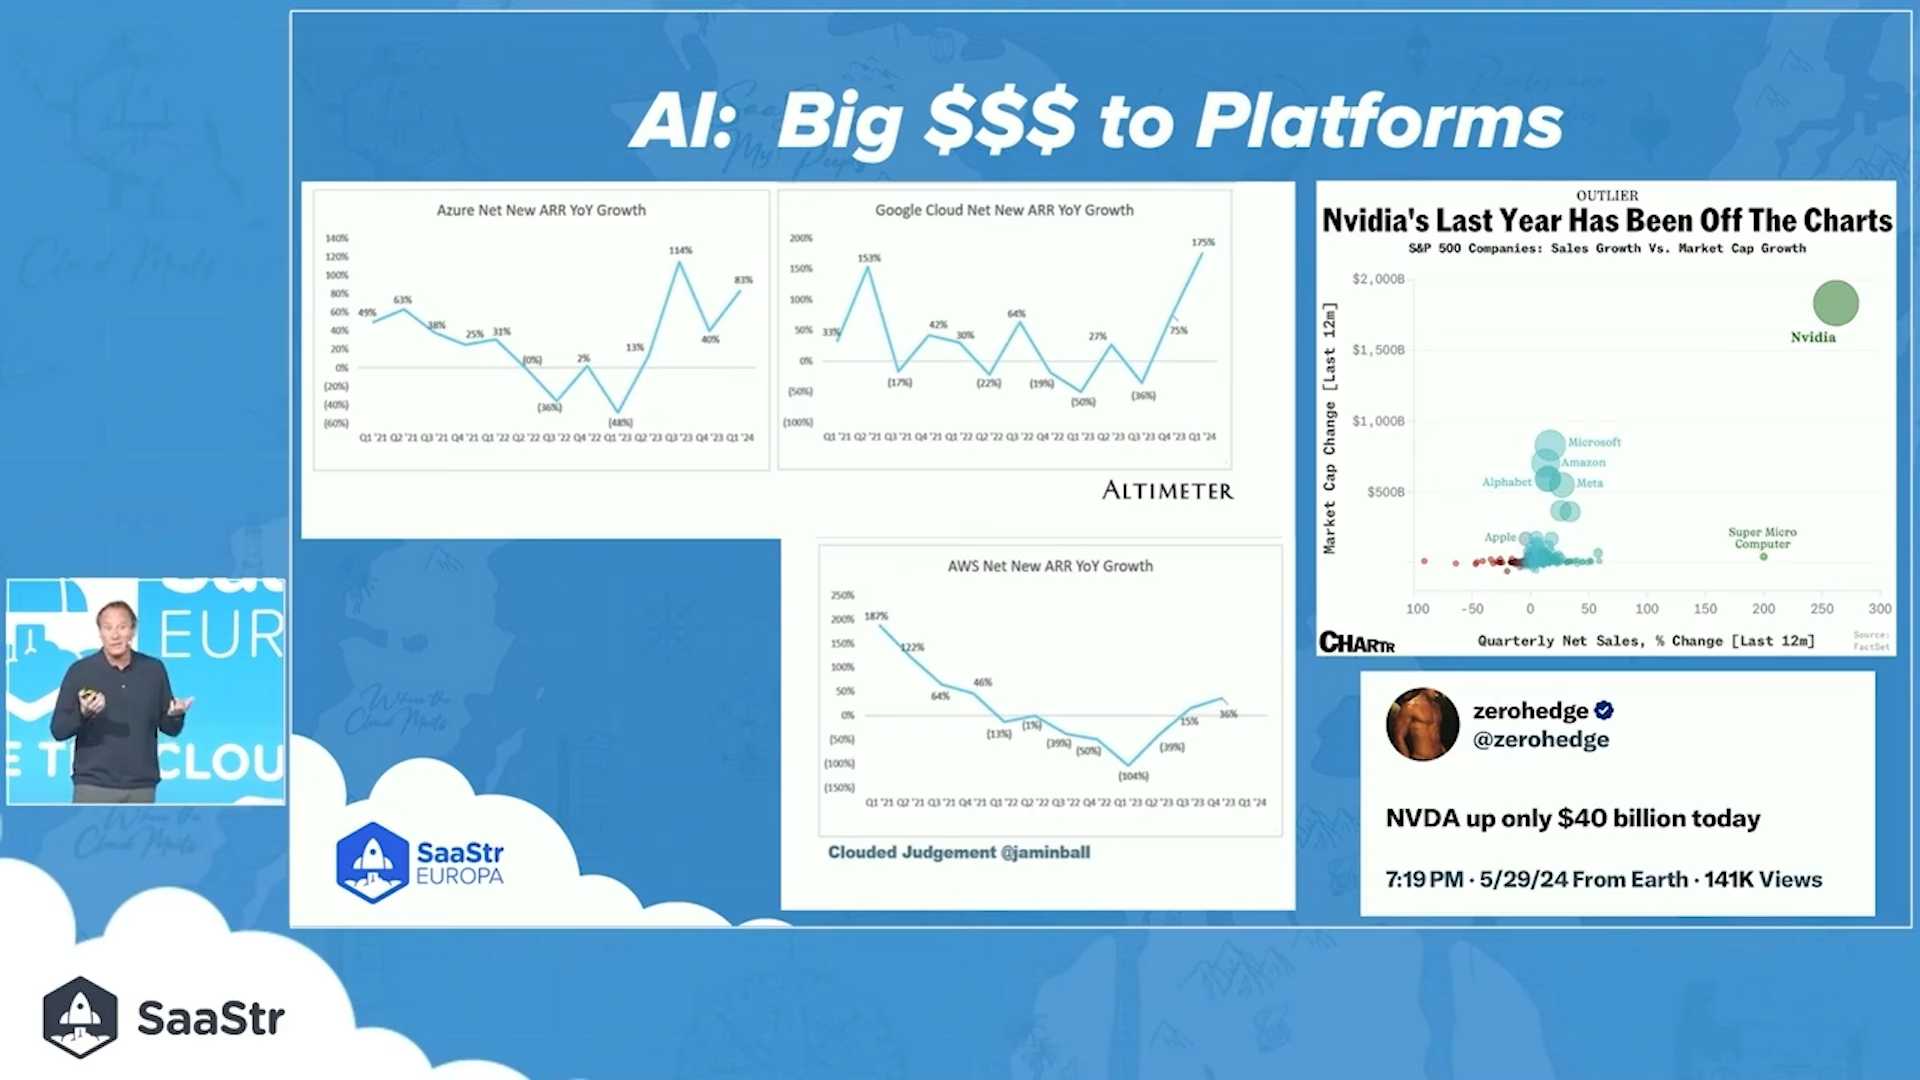 AI: Big $$$ to Platforms
Azure Net New ARR YoY Growth
140%
120%
100%
80%
60%
40%
20%
0%
(20%)
(40%)
(60%)
49%
63%
38%
25%
31%
(0%)
(36%)
2%
(48%)
13%
114%
40%
83%
Q1 '21 Q2 '21 Q3 '21 Q4 '21 Q1 '22 Q2 '22 Q3 '22 Q4 '22 Q1 '23 Q2 '23 Q3 '23 Q4 '23 Q1 '24
Google Cloud Net New ARR YoY Growth
200%
150%
100%
50%
0%
(50%)
(100%)
33%
153%
(17%)
42%
30%
(22%)
64%
(19%)
(50%)
27%
(36%)
75%
175%
Q1 '21 Q2 '21 Q3 '21 Q4 '21 Q1 '22 Q2 '22 Q3 '22 Q4 '22 Q1 '23 Q2 '23 Q3 '23 Q4 '23 Q1 '24
ALTIMETER
AWS Net New ARR YoY Growth
250%
200%
150%
100%
50%
0%
(50%)
(100%)
(150%)
187%
122%
64%
46%
(13%)
(1%)
(39%)
(50%)
(104%)
(39%)
15%
36%
Q1 '21 Q2 '21 Q3 '21 Q4 '21 Q1 '22 Q2 '22 Q3 '22 Q4 '22 Q1 '23 Q2 '23 Q3 '23 Q4 '23 Q1 '24
Clouded Judgement @jaminball
OUTLIER
Nvidia's Last Year Has Been Off The Charts
S&P 500 Companies: Sales Growth Vs. Market Cap Growth
Market Cap Change [Last 12m]
$2,000B
$1,500B
$1,000B
$500B
Nvidia
Microsoft
Amazon
Alphabet
Meta
Apple
Super Micro
Computer
100 -50 0 50 100 150 200 250 300
Quarterly Net Sales, % Change [Last 12m]
CHARTR
Source:
FactSet
zerohedge
@zerohedge
NVDA up only $40 billion today
7:19 PM · 5/29/24 From Earth · 141K Views
SaaStr
EUROPA
EUR
E T
CLOU
SaaStr
Where the
Cloud Meets